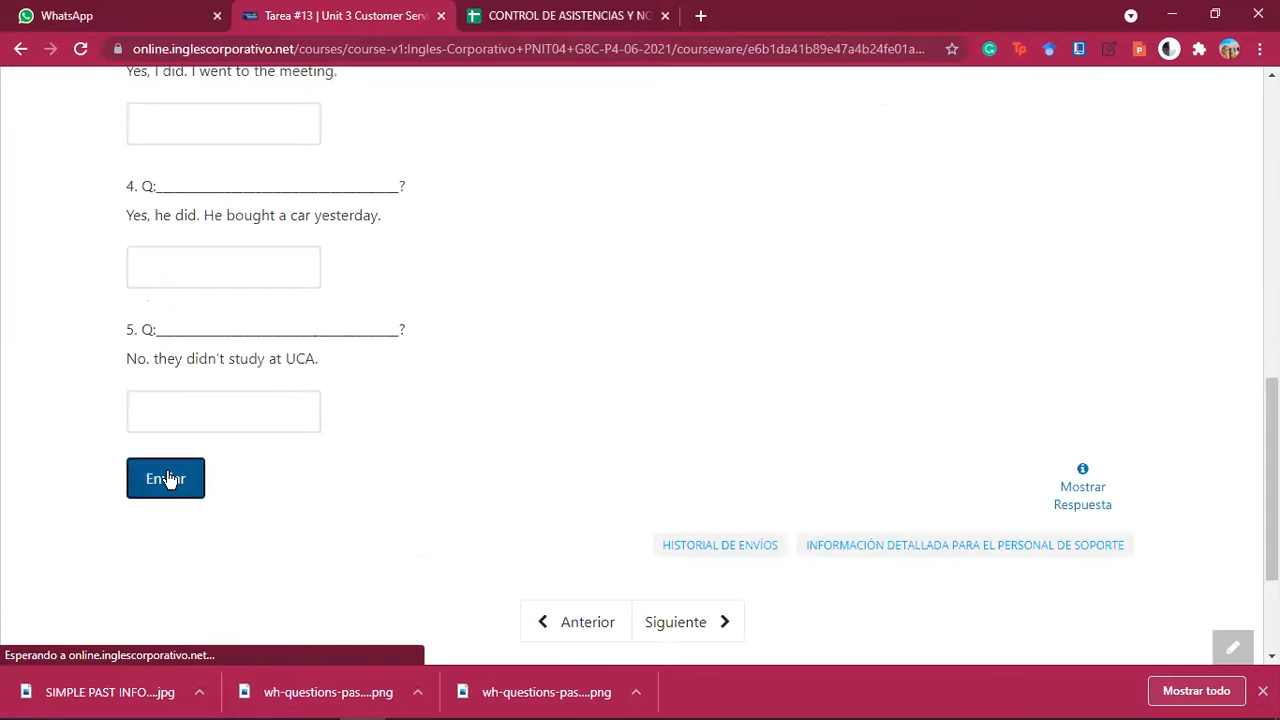 WhatsApp
Tarea #13 | Unit 3 Customer Serv
CONTROL DE ASISTENCIAS Y NO
online.inglescorporativo.net/courses/course-v1:Ingles-Corporativo+PNIT04+G8C-P4-06-2021/courseware/e6b1da41b89e47a4b24fe01a...
Yes, I did. I went to the meeting.
4. Q:___________________________________?
Yes, he did. He bought a car yesterday.
5. Q:___________________________________?
No. they didn't study at UCA.
Enviar
Mostrar
Respuesta
HISTORIAL DE ENVÍOS
INFORMACIÓN DETALLADA PARA EL PERSONAL DE SOPORTE
Anterior
Siguiente
Esperando a online.inglescorporativo.net...
SIMPLE PAST INFO....jpg
wh-questions-pas....png
wh-questions-pas....png
Mostrar todo